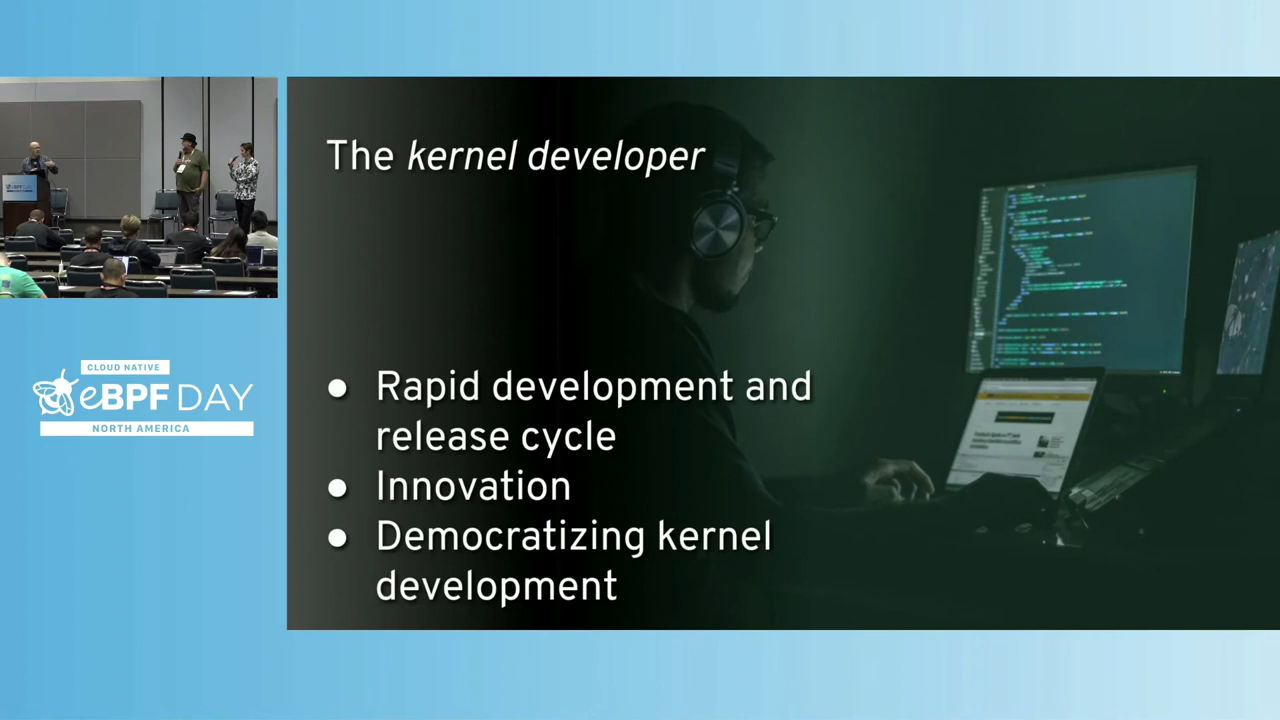 The kernel developer
● Rapid development and
release cycle
● Innovation
● Democratizing kernel
development
CLOUD NATIVE
eBPF DAY
NORTH AMERICA